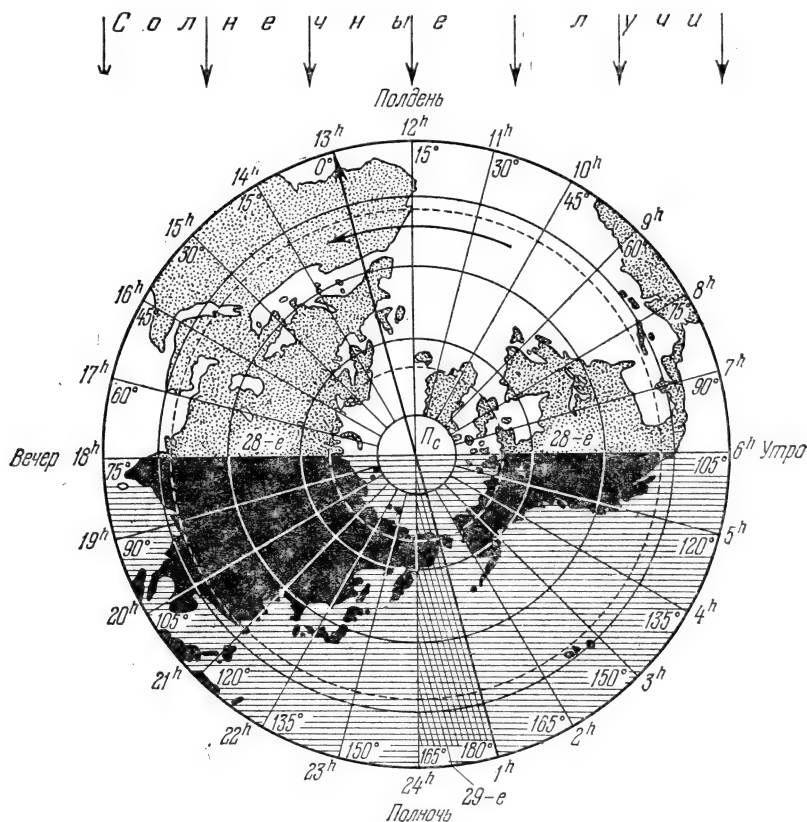 Солнечные лучи
Полдень
12ʰ
13ʰ 11ʰ
0° 15° 30°
14ʰ 10ʰ
15° 45°
15ʰ 9ʰ
30° 60°
16ʰ 8ʰ
45° 75°
17ʰ 7ʰ
60° 90°
28-е Пс 28-е
Вечер 18ʰ 6ʰ Утро
75° 105°
19ʰ 5ʰ
90° 120°
20ʰ 4ʰ
105° 135°
21ʰ 3ʰ
120° 150°
22ʰ 2ʰ
135° 165°
23ʰ 1ʰ
150° 165° 180°
24ʰ
29-е
Полночь